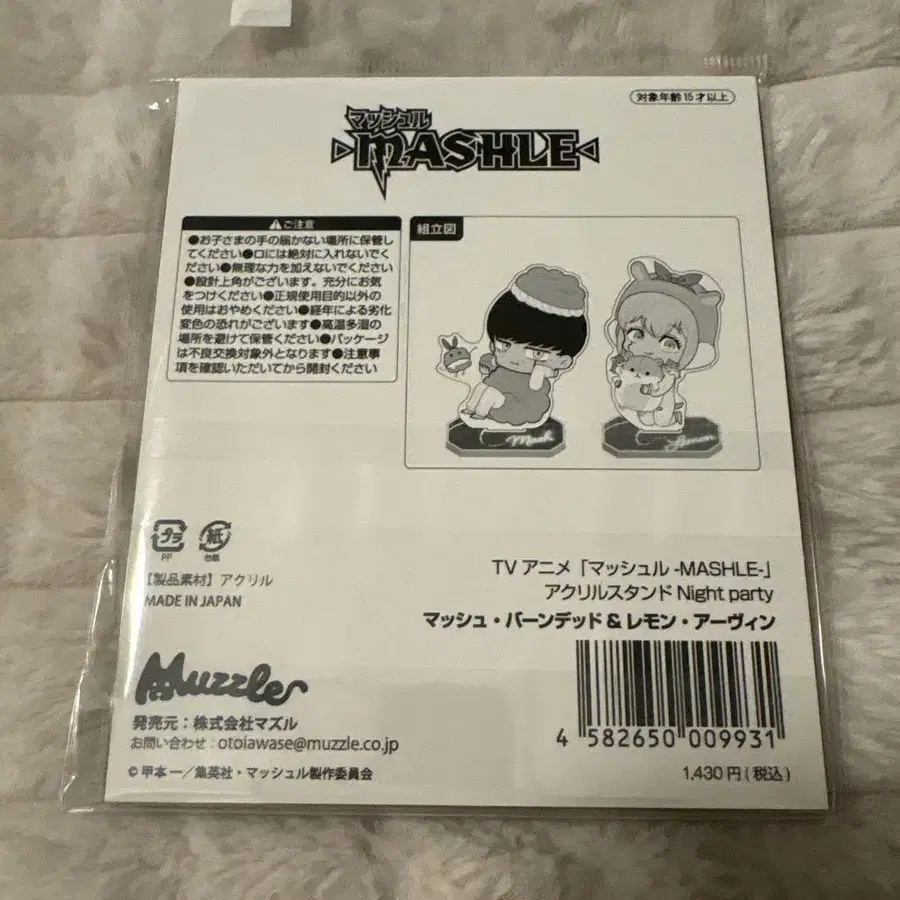 対象年齢15才以上
マッシュル
MASHLE
ご注意
●お子さまの手の届かない場所に保管し
てください●口には絶対に入れないでく
ださい●無理な力を加えないでください
●設計上角がございます。充分にお気
をつけください●正規使用目的以外の
使用はおやめください●経年による劣化
変色の恐れがございます●高温多湿の
場所を避けて保管ください●パッケージ
は不良交換対象外となります●注意事
項を確認いただいてから開封ください
組立図
Mash
Lemon
プラ
紙
PP
台紙
【製品素材】アクリル
MADE IN JAPAN
TV アニメ「マッシュル -MASHLE-」
アクリルスタンド Night party
マッシュ・バーンデッド & レモン・アーヴィン
Muzzle
発売元：株式会社マズル
お問い合わせ：otoiawase@muzzle.co.jp
© 甲本 一／集英社・マッシュル製作委員会
4 582650 009931
1,430円(税込)